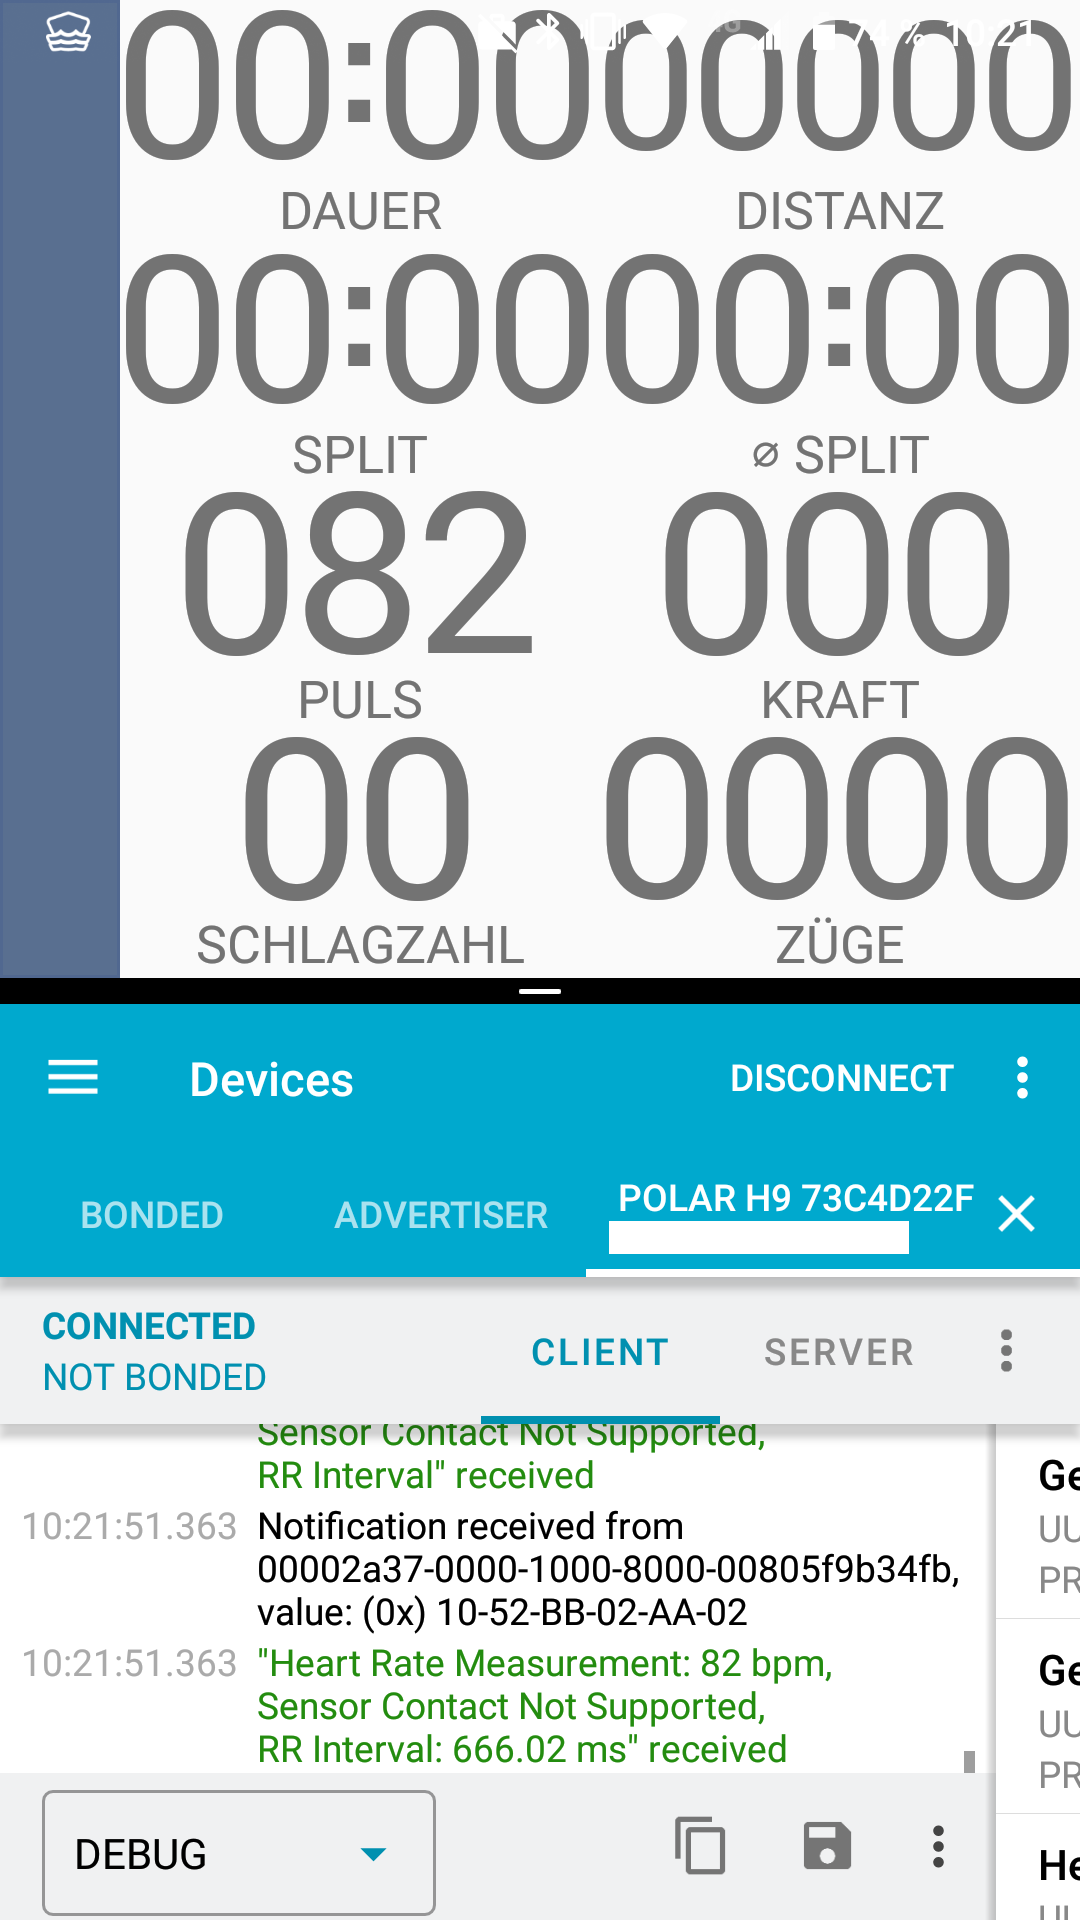 74 % 10:21
00:00 00000
DAUER DISTANZ
00:00 00:00
SPLIT ⌀ SPLIT
082 000
PULS KRAFT
00 0000
SCHLAGZAHL ZÜGE
Devices DISCONNECT
BONDED ADVERTISER POLAR H9 73C4D22F
CONNECTED
NOT BONDED
CLIENT SERVER
Sensor Contact Not Supported,
RR Interval" received
10:21:51.363 Notification received from
00002a37-0000-1000-8000-00805f9b34fb,
value: (0x) 10-52-BB-02-AA-02
10:21:51.363 "Heart Rate Measurement: 82 bpm,
Sensor Contact Not Supported,
RR Interval: 666.02 ms" received
Ge
UU
PR
Ge
UU
PR
He
DEBUG